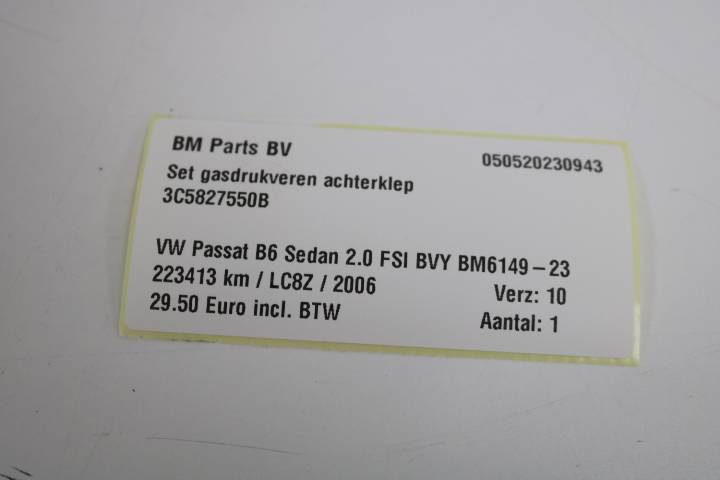 BM Parts BV 050520230943
Set gasdrukveren achterklep
3C5827550B
VW Passat B6 Sedan 2.0 FSI BVY BM6149-23
223413 km / LC8Z / 2006 Verz: 10
29.50 Euro incl. BTW Aantal: 1